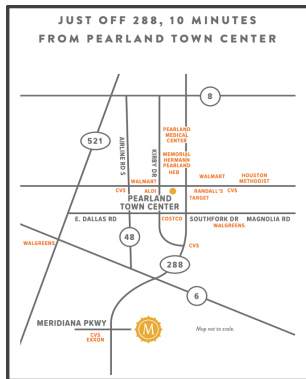 JUST OFF 288, 10 MINUTES
FROM PEARLAND TOWN CENTER
8
521
AIRLINE RD S
KIRBY DR
PEARLAND
MEDICAL
CENTER
MEMORIAL
HERMANN
PEARLAND
HEB
WALMART
WALMART
HOUSTON
METHODIST
CVS
ALDI
RANDALL'S
CVS
TARGET
PEARLAND
TOWN CENTER
E. DALLAS RD
COSTCO
SOUTHFORK DR
MAGNOLIA RD
WALGREENS
WALGREENS
48
CVS
288
6
MERIDIANA PKWY
M
Map not to scale.
CVS
EXXON